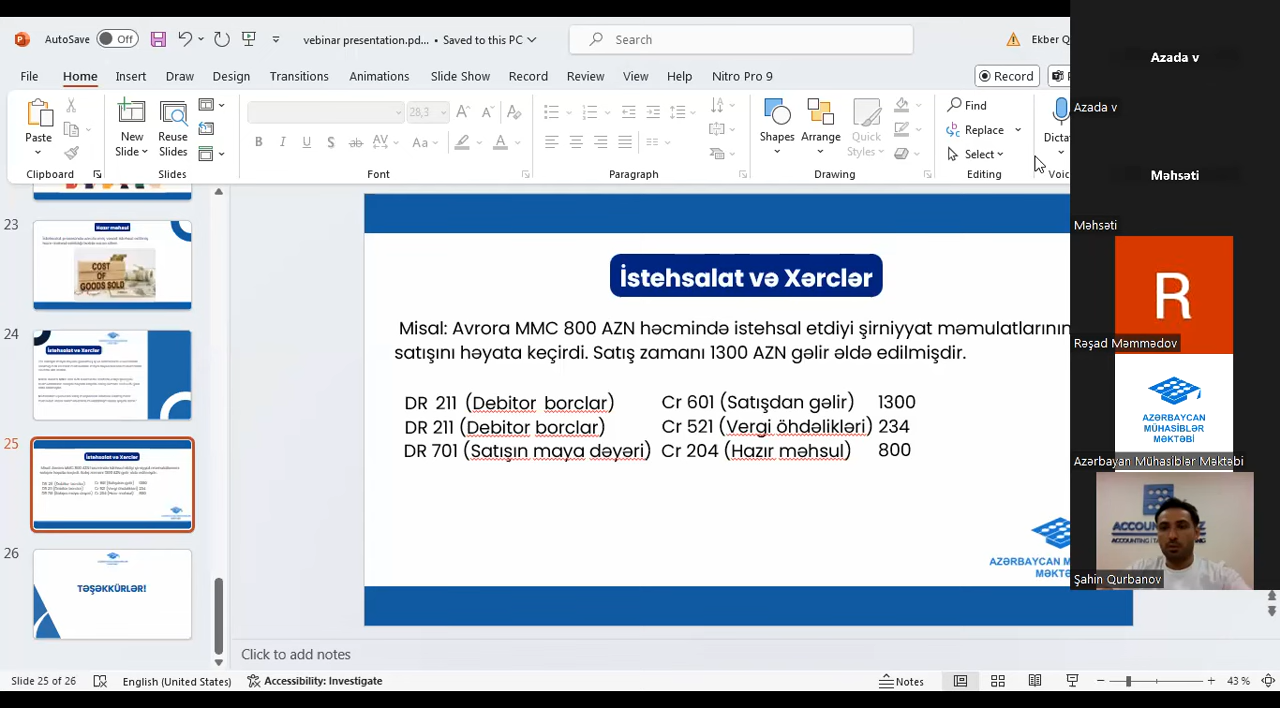 AutoSave Off vebinar presentation.pd... • Saved to this PC Search Ekber Q
File Home Insert Draw Design Transitions Animations Slide Show Record Review View Help Nitro Pro 9 Record
Paste New Slide Reuse Slides 28,3 Shapes Arrange Quick Styles Find Replace Select Dictat
Clipboard Slides Font Paragraph Drawing Editing Voic
23
Hazır məhsul
COST
OF
GOODS SOLD
24
İstehsalat və Xərclər
25
İstehsalat və Xərclər
26
TƏŞƏKKÜRLƏR!
İstehsalat və Xərclər
Misal: Avrora MMC 800 AZN həcmində istehsal etdiyi şirniyyat məmulatlarının
satışını həyata keçirdi. Satış zamanı 1300 AZN gəlir əldə edilmişdir.
DR 211 (Debitor borclar) Cr 601 (Satışdan gəlir) 1300
DR 211 (Debitor borclar) Cr 521 (Vergi öhdəlikləri) 234
DR 701 (Satışın maya dəyəri) Cr 204 (Hazır məhsul) 800
AZƏRBAYCAN M
MƏKT
Click to add notes
Slide 25 of 26 English (United States) Accessibility: Investigate Notes 43 %
Azada v
Azada v
Məhsəti
Məhsəti
R
Rəşad Məmmədov
AZƏRBAYCAN
MÜHASİBLƏR
MƏKTƏBİ
Azərbayan Mühasiblər Məktəbi
Şahin Qurbanov